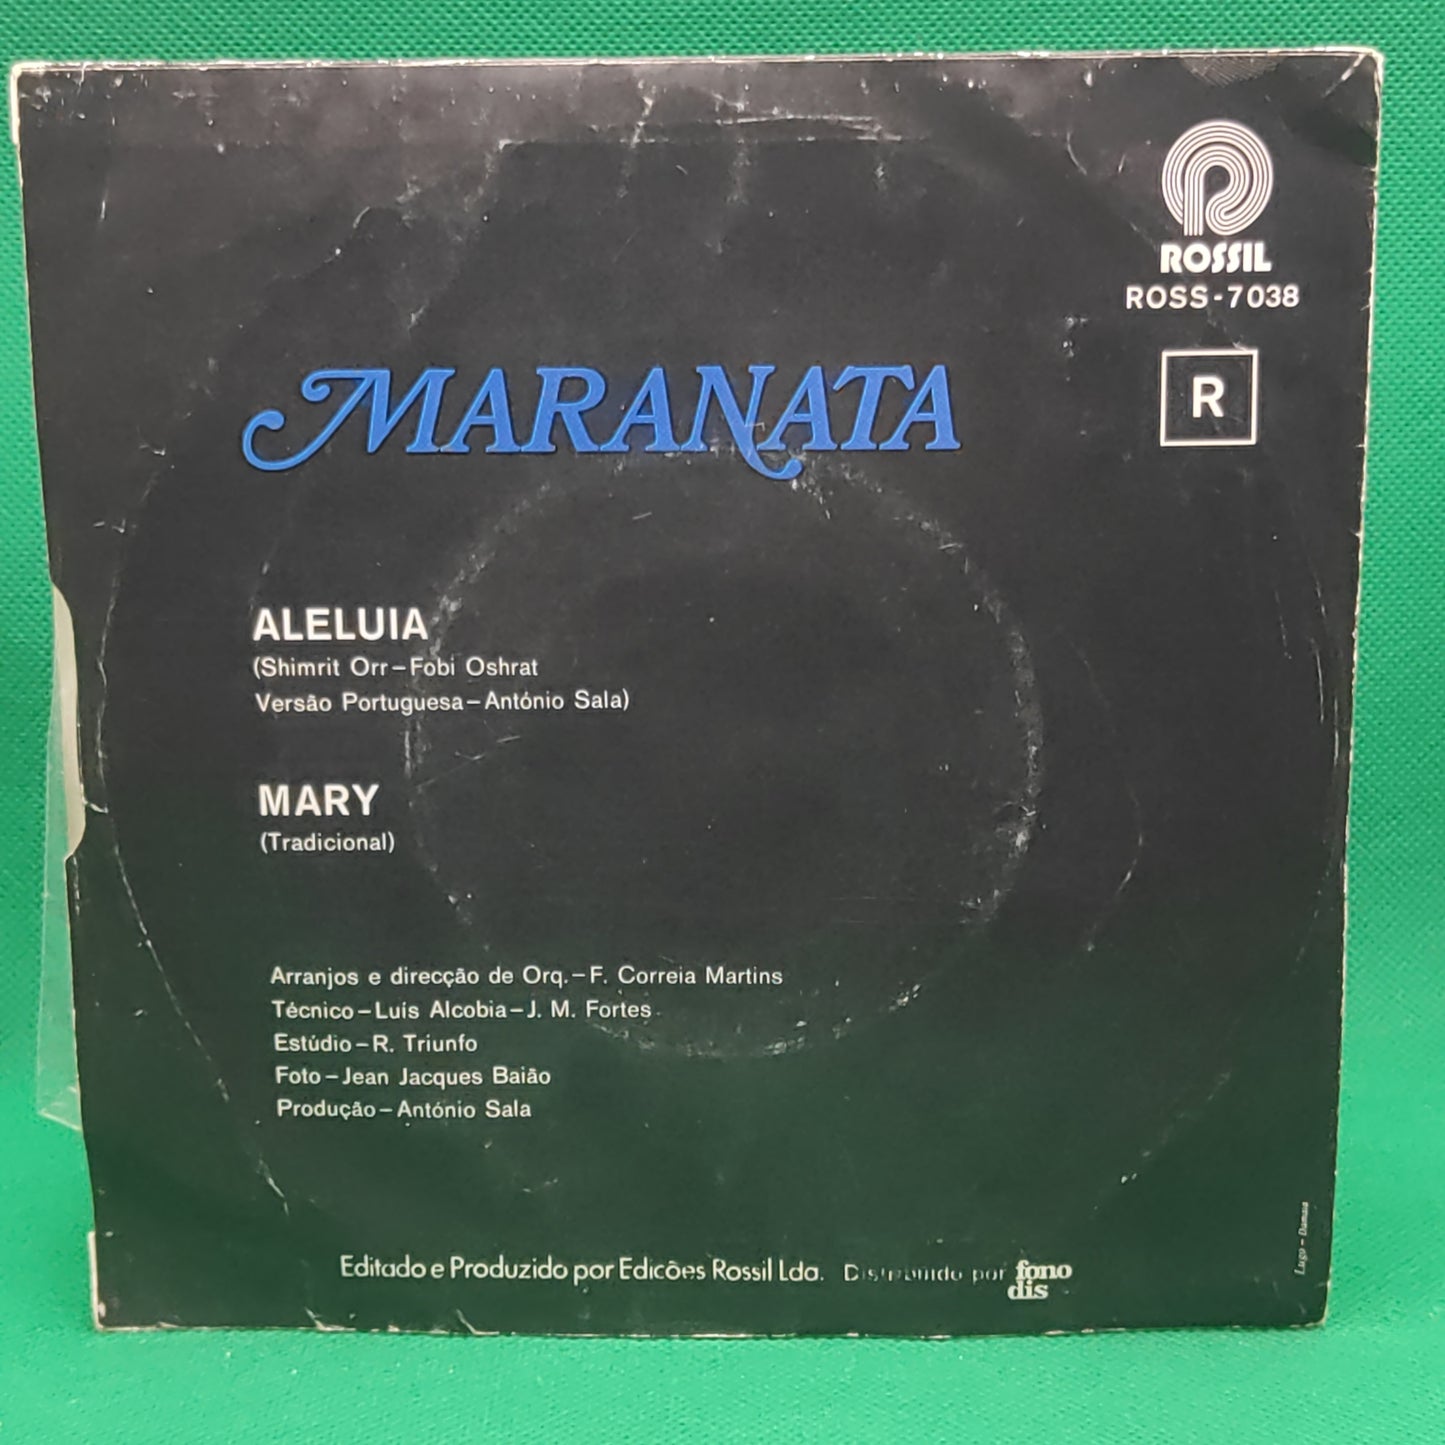 ROSSIL
ROSS-7038
R
MARANATA
ALELUIA
(Shimrit Orr–Fobi Oshrat
Versão Portuguesa–António Sala)
MARY
(Tradicional)
Arranjos e direcção de Orq.–F. Correia Martins
Técnico–Luís Alcobia–J. M. Fortes
Estúdio–R. Triunfo
Foto–Jean Jacques Baião
Produção–António Sala
Editado e Produzido por Edicões Rossil Lda. Distribuido por fono
dis